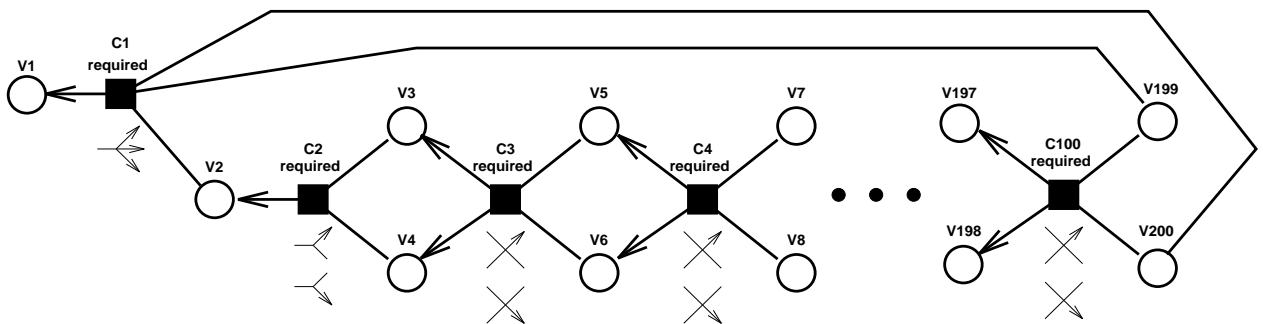 C1
required
V1
V2
C2
required
V3
V4
C3
required
V5
V6
C4
required
V7
V8
V197
V198
C100
required
V199
V200